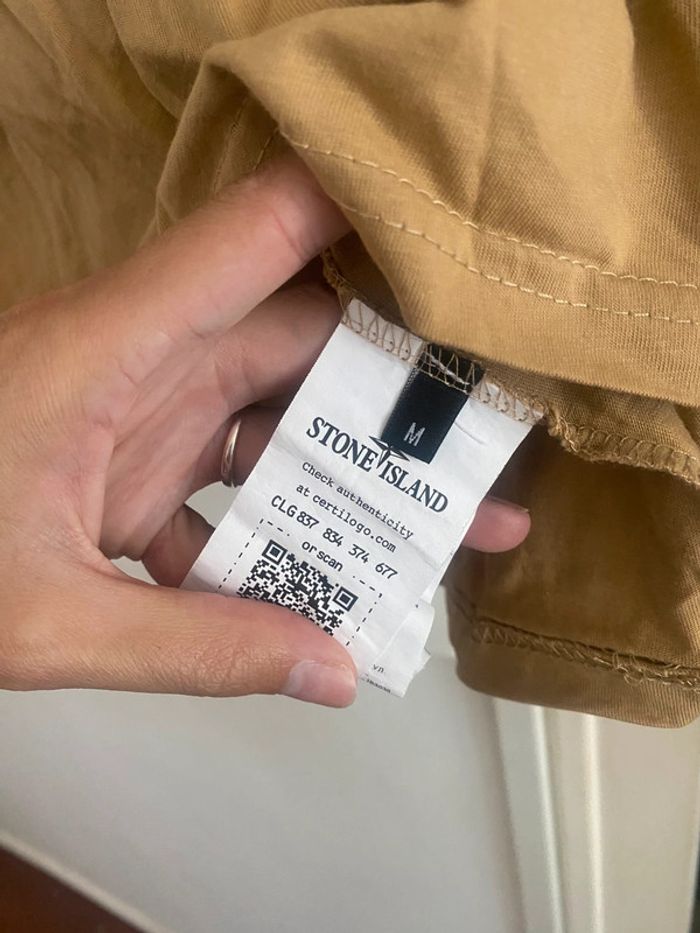 M
STONE ISLAND
Check authenticity
at certilogo.com
CLG 837 834 374 677
or scan